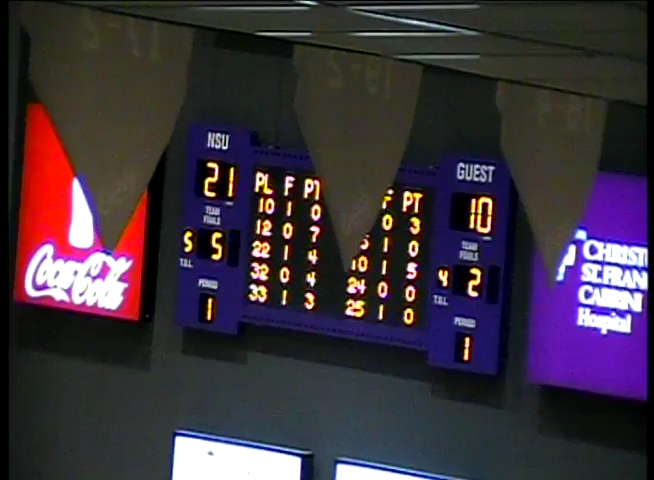 NSU
21
TEAM
FOULS
5 5
T.O.L.
PERIOD
1
PL F PT
10 1 0
12 0 7
22 1 4
32 0 4
33 1 3
F PT
0 3
1 0
10 1 5
24 0 0
25 1 0
GUEST
10
TEAM
FOULS
4 2
T.O.L.
PERIOD
1
Coca-Cola
CHRIST
ST. FRAN
CABRINI
Hospital